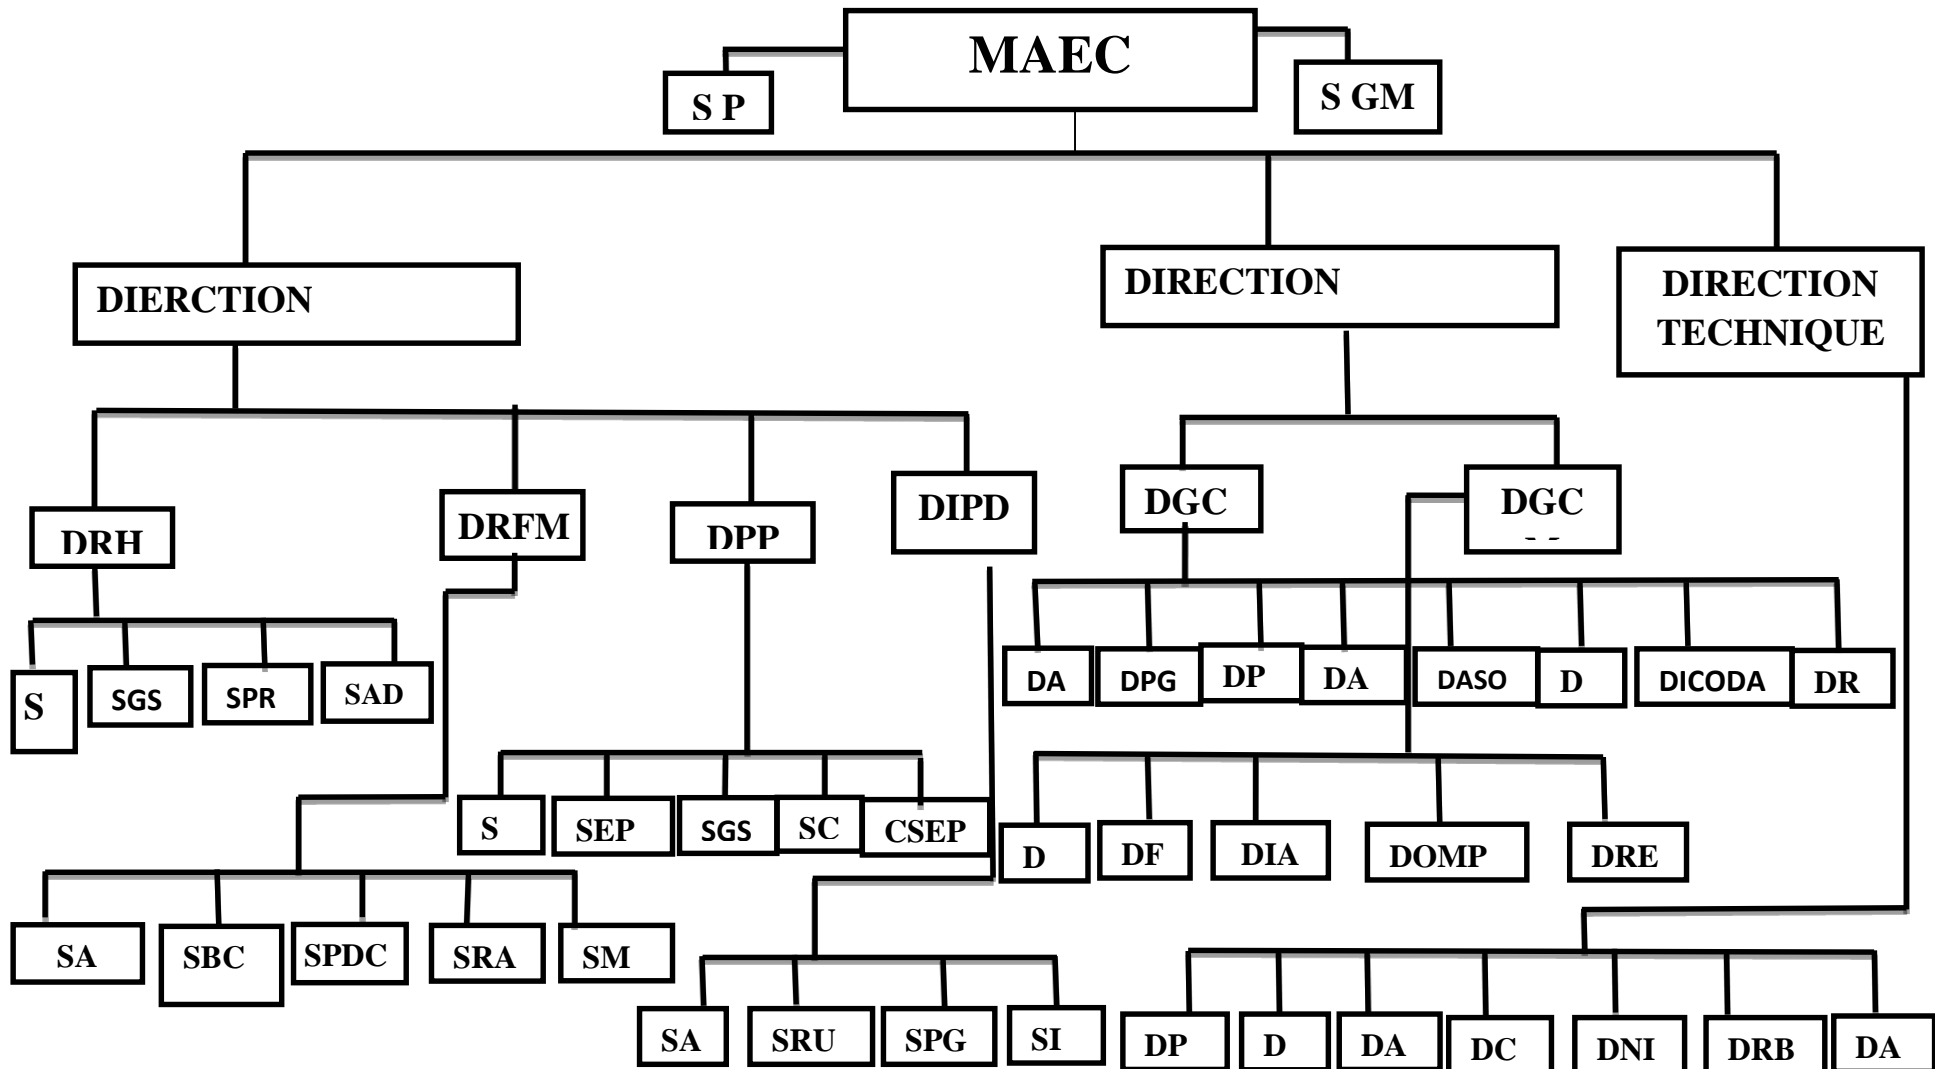 MAEC
S P
S GM
DIERCTION
DIRECTION
DIRECTION
TECHNIQUE
DRH
DRFM
DPP
DIPD
DGC
DGC
S
SGS
SPR
SAD
DA
DPG
DP
DA
DASO
D
DICODA
DR
S
SEP
SGS
SC
CSEP
D
DF
DIA
DOMP
DRE
SA
SBC
SPDC
SRA
SM
SA
SRU
SPG
SI
DP
D
DA
DC
DNI
DRB
DA